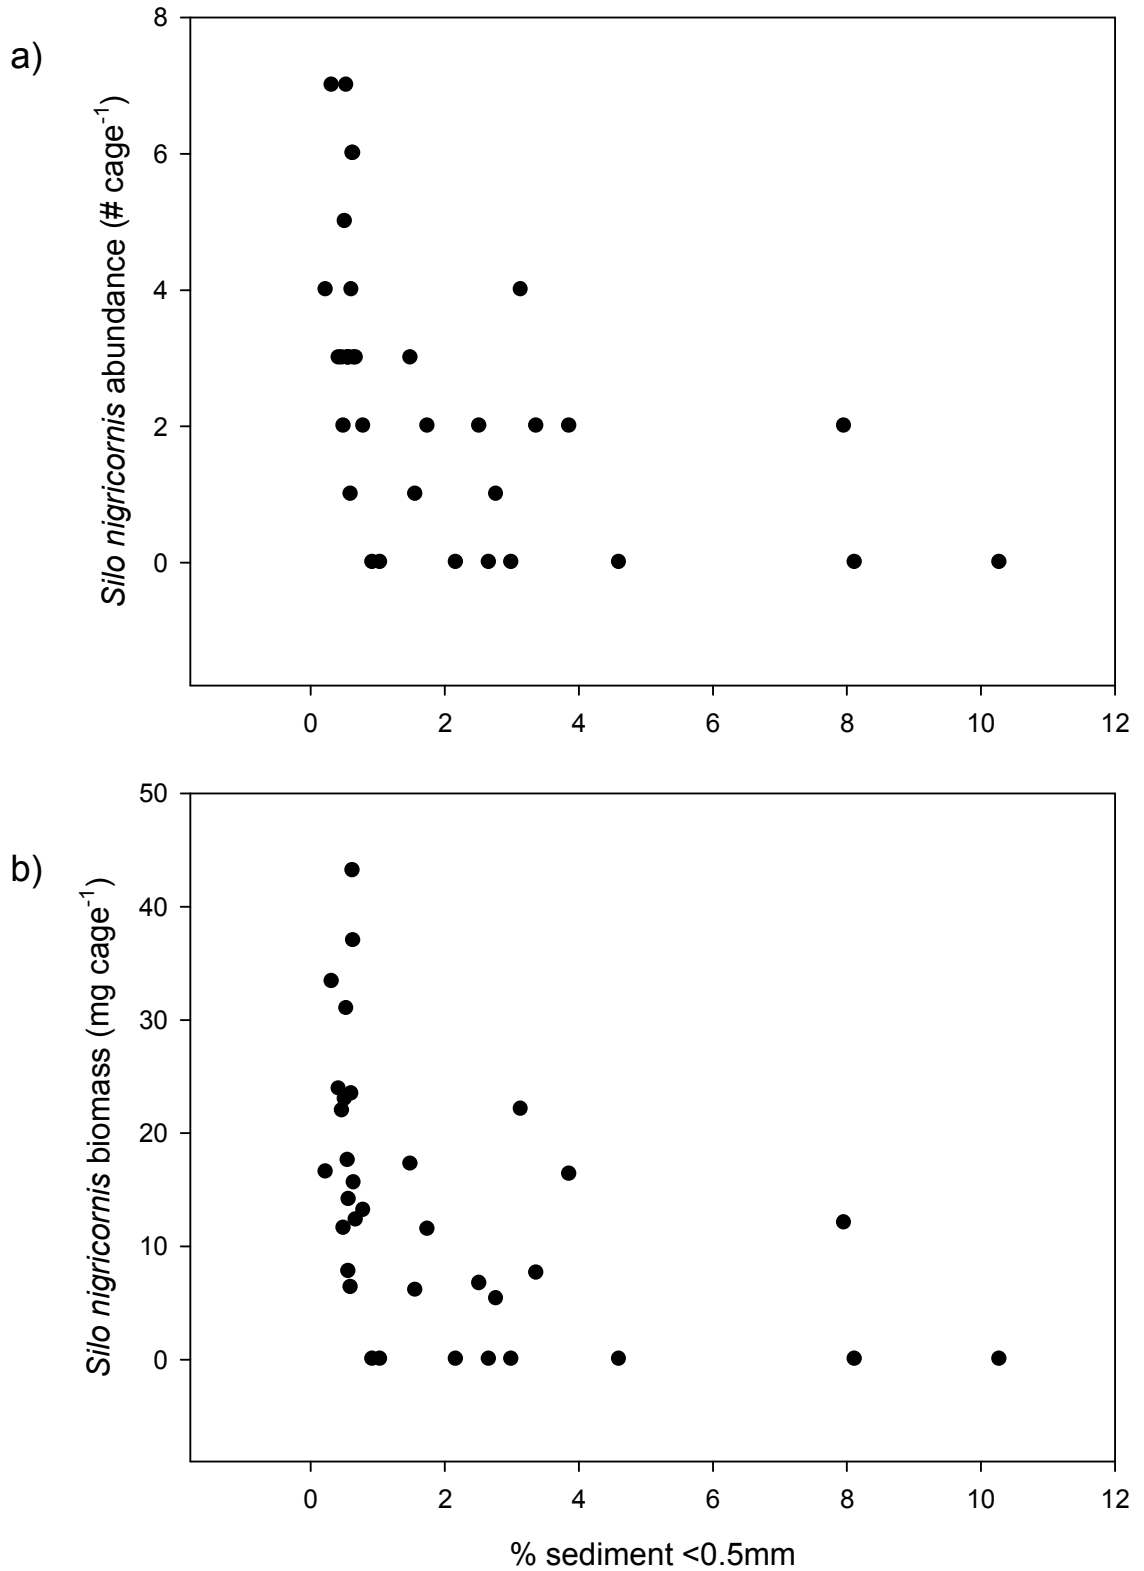 a)
Silo nigricornis abundance (# cage⁻¹)
8
6
4
2
0
0 2 4 6 8 10 12
b)
Silo nigricornis biomass (mg cage⁻¹)
50
40
30
20
10
0
0 2 4 6 8 10 12
% sediment <0.5mm